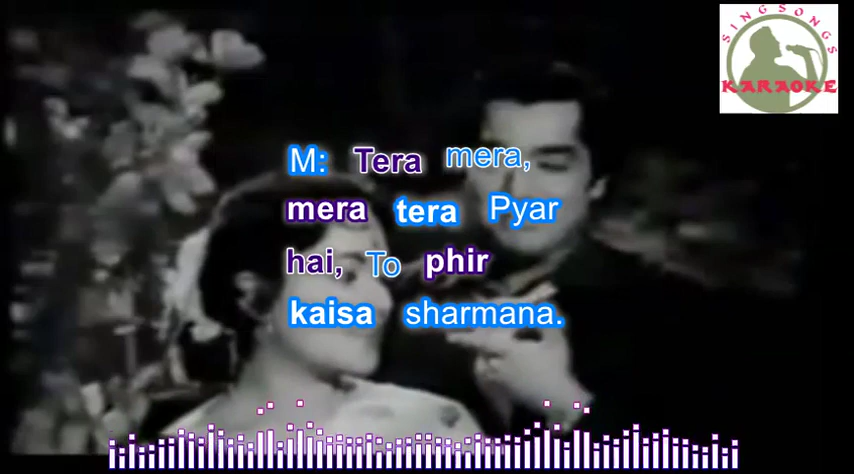 SINGSONGS
KARAOKE
M: Tera mera,
mera tera Pyar
hai, To phir
kaisa sharmana.